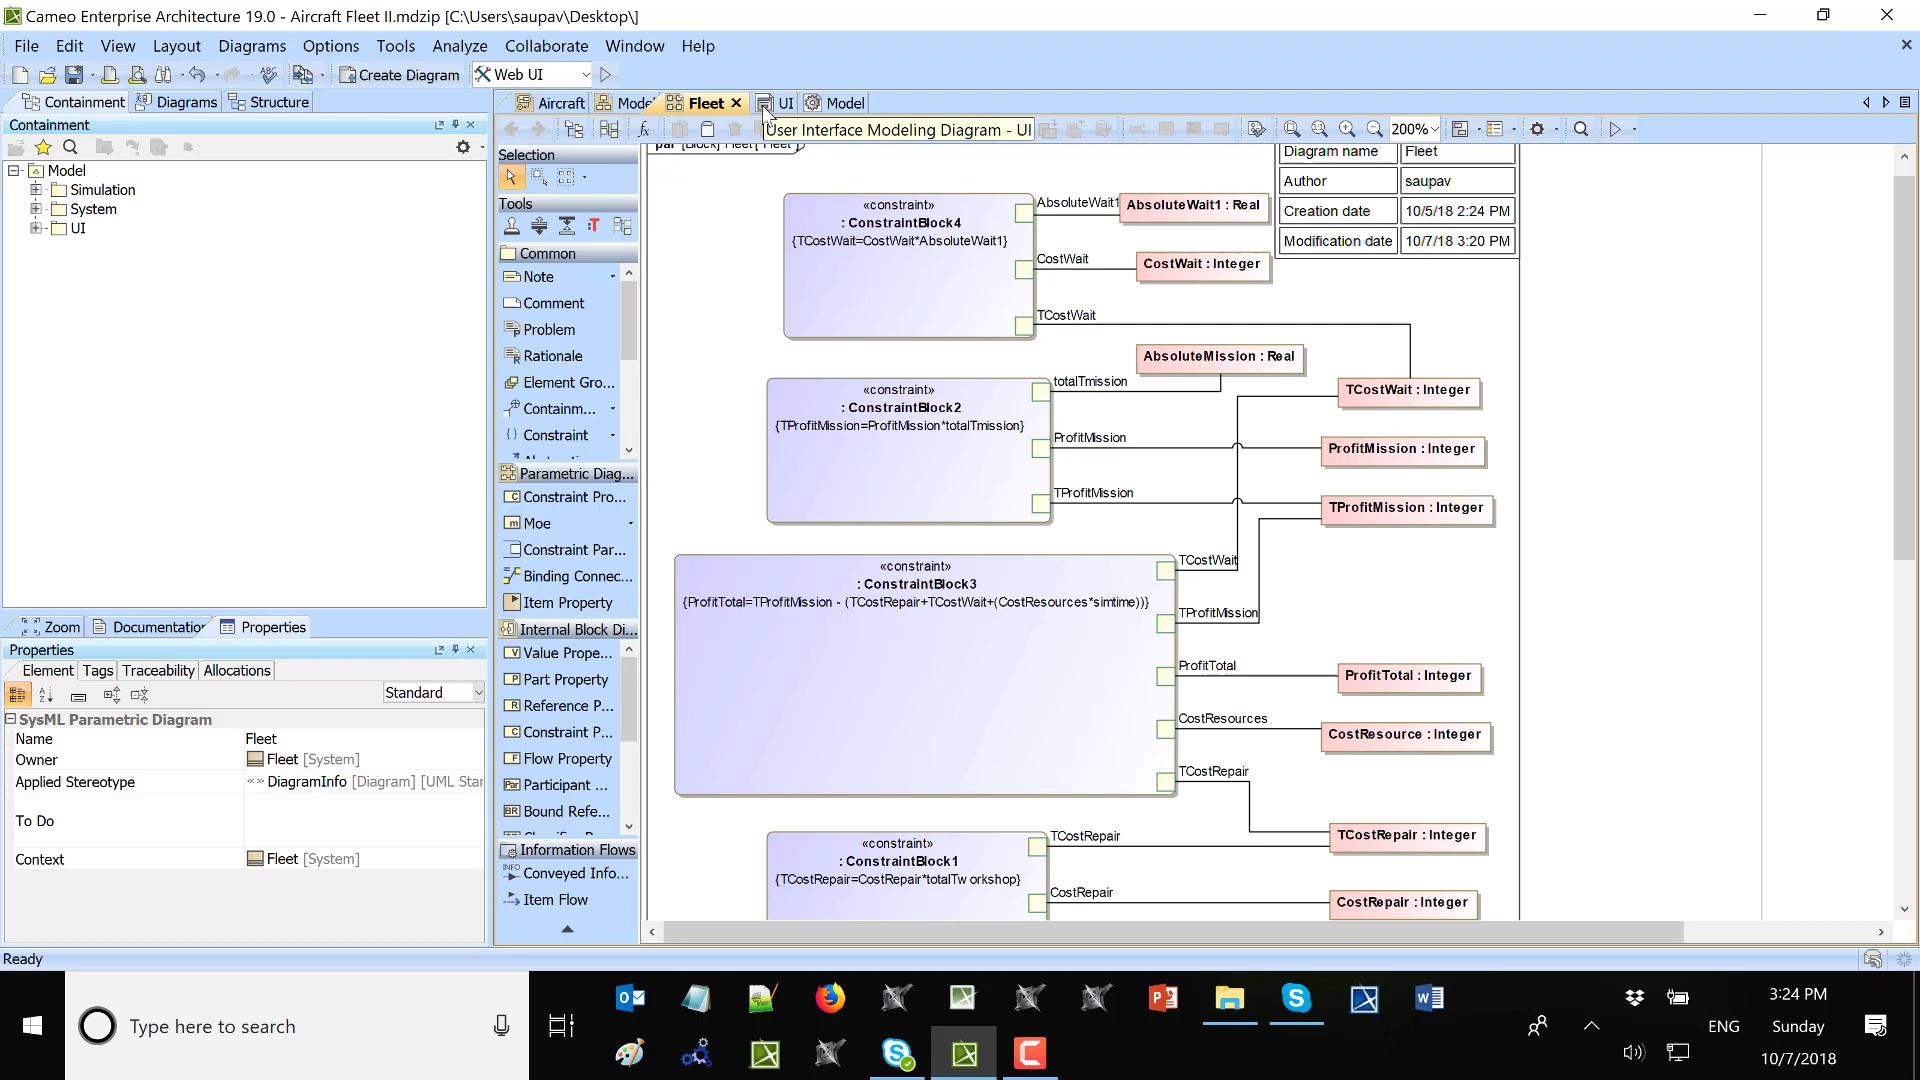 Cameo Enterprise Architecture 19.0 - Aircraft Fleet II.mdzip [C:\Users\saupav\Desktop\]
File Edit View Layout Diagrams Options Tools Analyze Collaborate Window Help
Create Diagram Web UI
Containment Diagrams Structure
Aircraft Model Fleet UI Model
Containment
User Interface Modeling Diagram - UI
200%
Model
Simulation
System
UI
Selection
Tools
Common
Note
Comment
Problem
Rationale
Element Gro...
Containm...
Constraint
Parametric Diag...
Constraint Pro...
Moe
Constraint Par...
Binding Connec...
Item Property
Internal Block Di...
Value Prope...
Part Property
Reference P...
Constraint P...
Flow Property
Participant ...
Bound Refe...
Information Flows
Conveyed Info...
Item Flow
par [Block] Fleet [ Fleet ]
Diagram name Fleet
Author saupav
Creation date 10/5/18 2:24 PM
Modification date 10/7/18 3:20 PM
«constraint»
: ConstraintBlock4
{TCostWait=CostWait*AbsoluteWait1}
AbsoluteWait1
AbsoluteWait1 : Real
CostWait
CostWait : Integer
TCostWait
AbsoluteMission : Real
TCostWait : Integer
«constraint»
: ConstraintBlock2
{TProfitMission=ProfitMission*totalTmission}
totalTmission
ProfitMission
ProfitMission : Integer
TProfitMission
TProfitMission : Integer
«constraint»
: ConstraintBlock3
{ProfitTotal=TProfitMission - (TCostRepair+TCostWait+(CostResources*simtime))}
TCostWait
TProfitMission
ProfitTotal
ProfitTotal : Integer
CostResources
CostResource : Integer
TCostRepair
TCostRepair : Integer
«constraint»
: ConstraintBlock1
{TCostRepair=CostRepair*totalTw orkshop}
TCostRepair
CostRepair
CostRepair : Integer
Zoom Documentation Properties
Properties
Element Tags Traceability Allocations
Standard
SysML Parametric Diagram
Name Fleet
Owner Fleet [System]
Applied Stereotype «» DiagramInfo [Diagram] [UML Star
To Do
Context Fleet [System]
Ready
Type here to search
ENG
3:24 PM
Sunday
10/7/2018